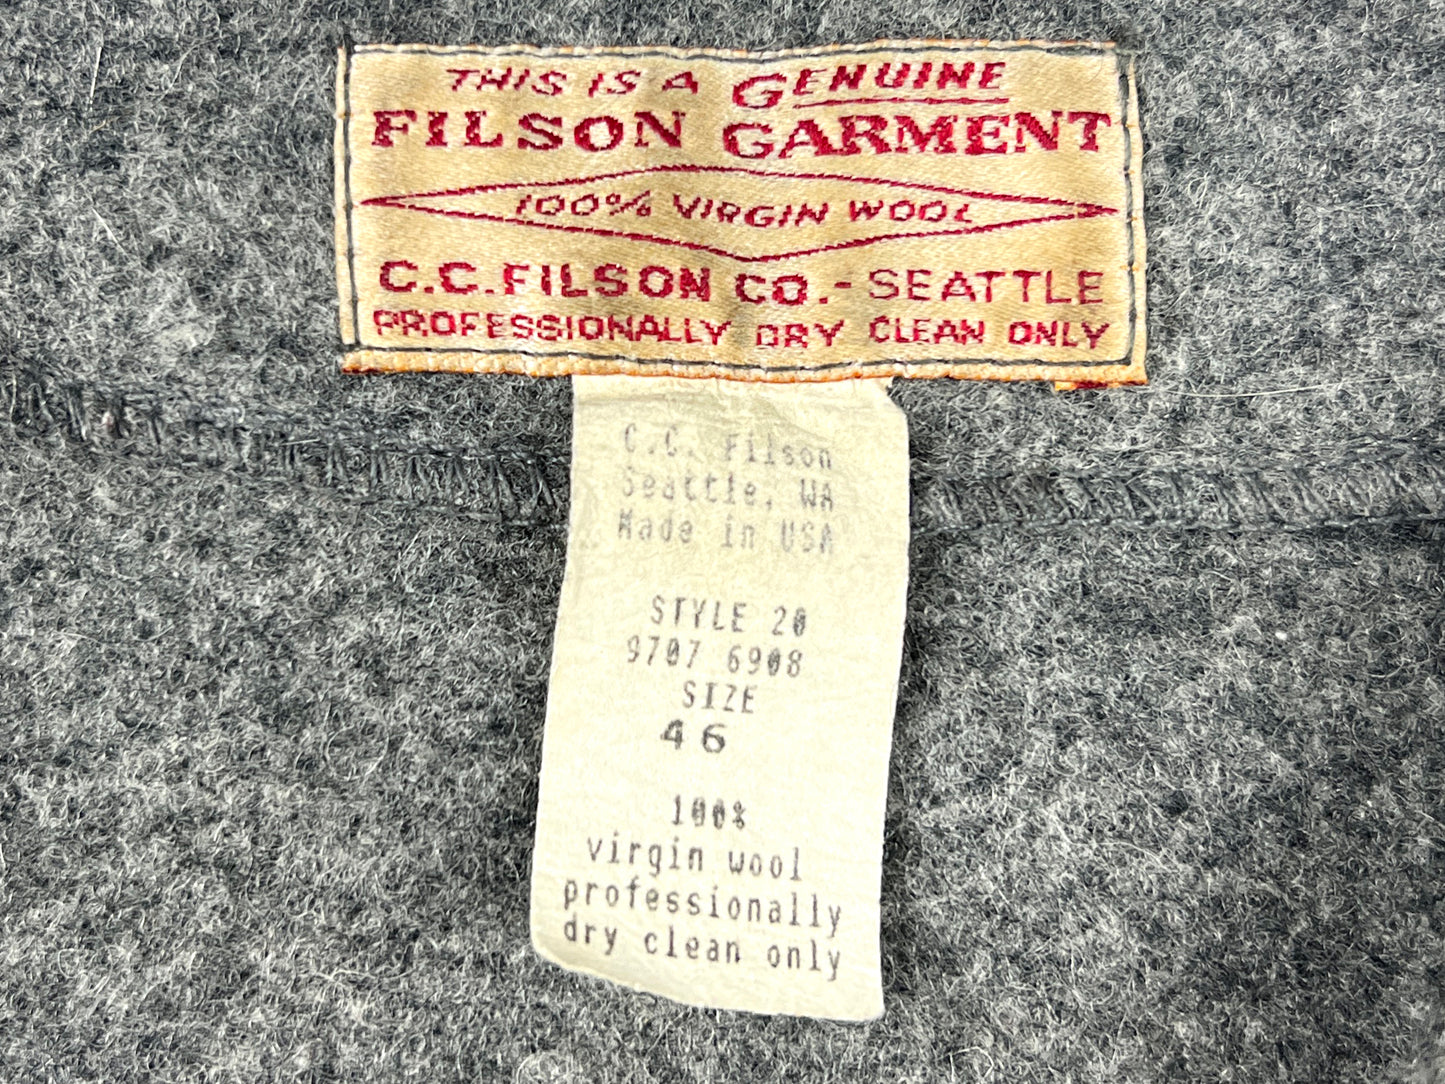 THIS IS A GENUINE
FILSON GARMENT
100% VIRGIN WOOL
C.C. FILSON CO.- SEATTLE
PROFESSIONALLY DRY CLEAN ONLY
C.C. Filson
Seattle, WA
Made in USA
STYLE 20
9707 6908
SIZE
46
100%
virgin wool
professionally
dry clean only